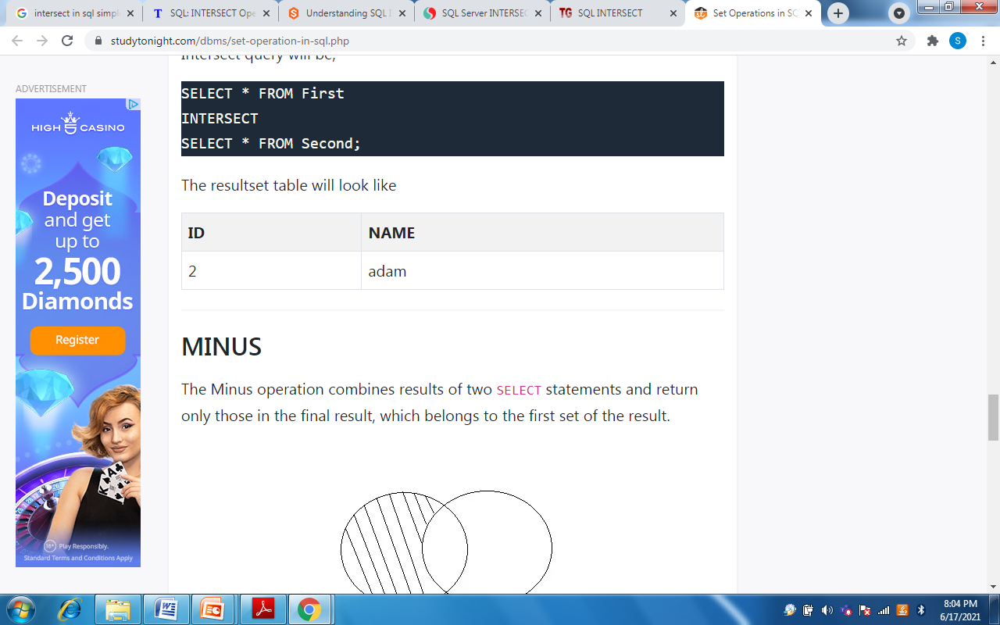 intersect in sql simpl
SQL: INTERSECT Ope
Understanding SQL I
SQL Server INTERSEC
TG SQL INTERSECT
Set Operations in SQ
studytonight.com/dbms/set-operation-in-sql.php
S
Intersect query will be,
ADVERTISEMENT
HIGH 5 CASINO
Deposit
and get
up to
2,500
Diamonds
Register
18+ Play Responsibly.
Standard Terms and Conditions Apply
SELECT * FROM First
INTERSECT
SELECT * FROM Second;
The resultset table will look like
ID NAME
2 adam
MINUS
The Minus operation combines results of two SELECT statements and return
only those in the final result, which belongs to the first set of the result.
8:04 PM
6/17/2021